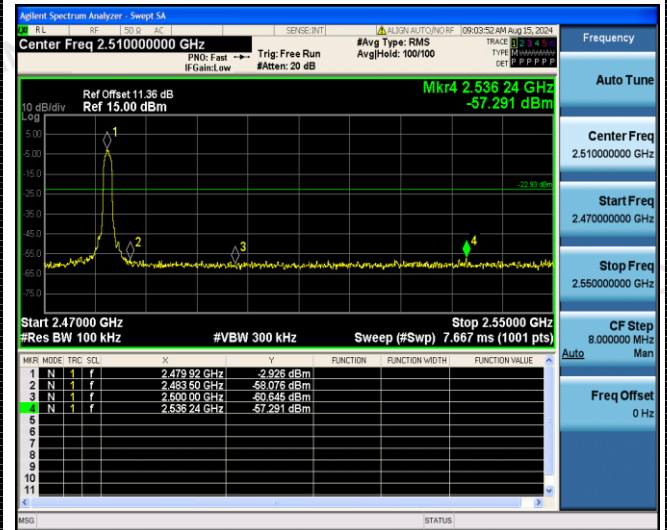 Agilent Spectrum Analyzer - Swept SA
RL RF 50 Ω AC SENSE:INT ALIGN AUTO/NO RF 09:03:52 AM Aug 15, 2024
Center Freq 2.510000000 GHz
PNO: Fast
IFGain:Low
Trig: Free Run
#Atten: 20 dB
#Avg Type: RMS
Avg|Hold: 100/100
TRACE 1 2 3 4 5 6
TYPE M
DET P P P P P P
Ref Offset 11.36 dB
10 dB/div Ref 15.00 dBm
Log
Mkr4 2.536 24 GHz
-57.291 dBm
5.00
-5.00
-15.0
-25.0
-35.0
-45.0
-55.0
-65.0
-75.0
1
2
3
4
-22.93 dBm
Start 2.47000 GHz Stop 2.55000 GHz
#Res BW 100 kHz #VBW 300 kHz Sweep (#Swp) 7.667 ms (1001 pts)
MKR MODE TRC SCL X Y FUNCTION FUNCTION WIDTH FUNCTION VALUE
1 N 1 f 2.479 92 GHz -2.926 dBm
2 N 1 f 2.483 50 GHz -58.076 dBm
3 N 1 f 2.500 00 GHz -60.645 dBm
4 N 1 f 2.536 24 GHz -57.291 dBm
5
6
7
8
9
10
11
MSG STATUS
Frequency
Auto Tune
Center Freq
2.510000000 GHz
Start Freq
2.470000000 GHz
Stop Freq
2.550000000 GHz
CF Step
8.000000 MHz
Auto Man
Freq Offset
0 Hz